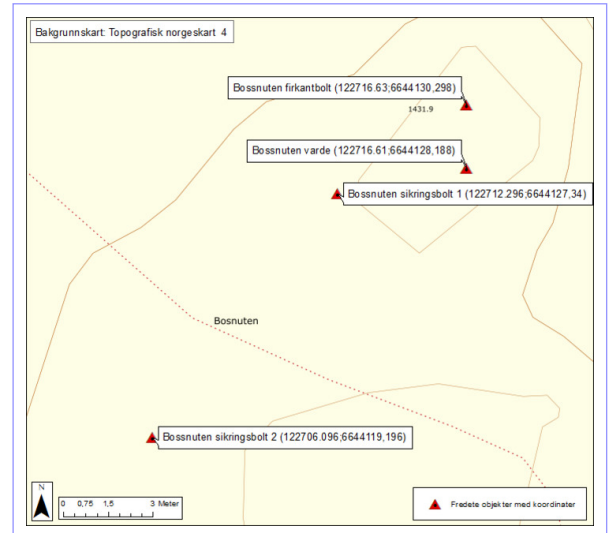 Bakgrunnskart: Topografisk norgeskart 4
Bossnuten firkantbolt (122716.63;6644130,298)
1431.9
Bossnuten varde (122716.61;6644128,188)
Bossnuten sikringsbolt 1 (122712.296;6644127,34)
Bosnuten
Bossnuten sikringsbolt 2 (122706.096;6644119,196)
N
0 0,75 1,5 3 Meter
Fredete objekter med koordinater